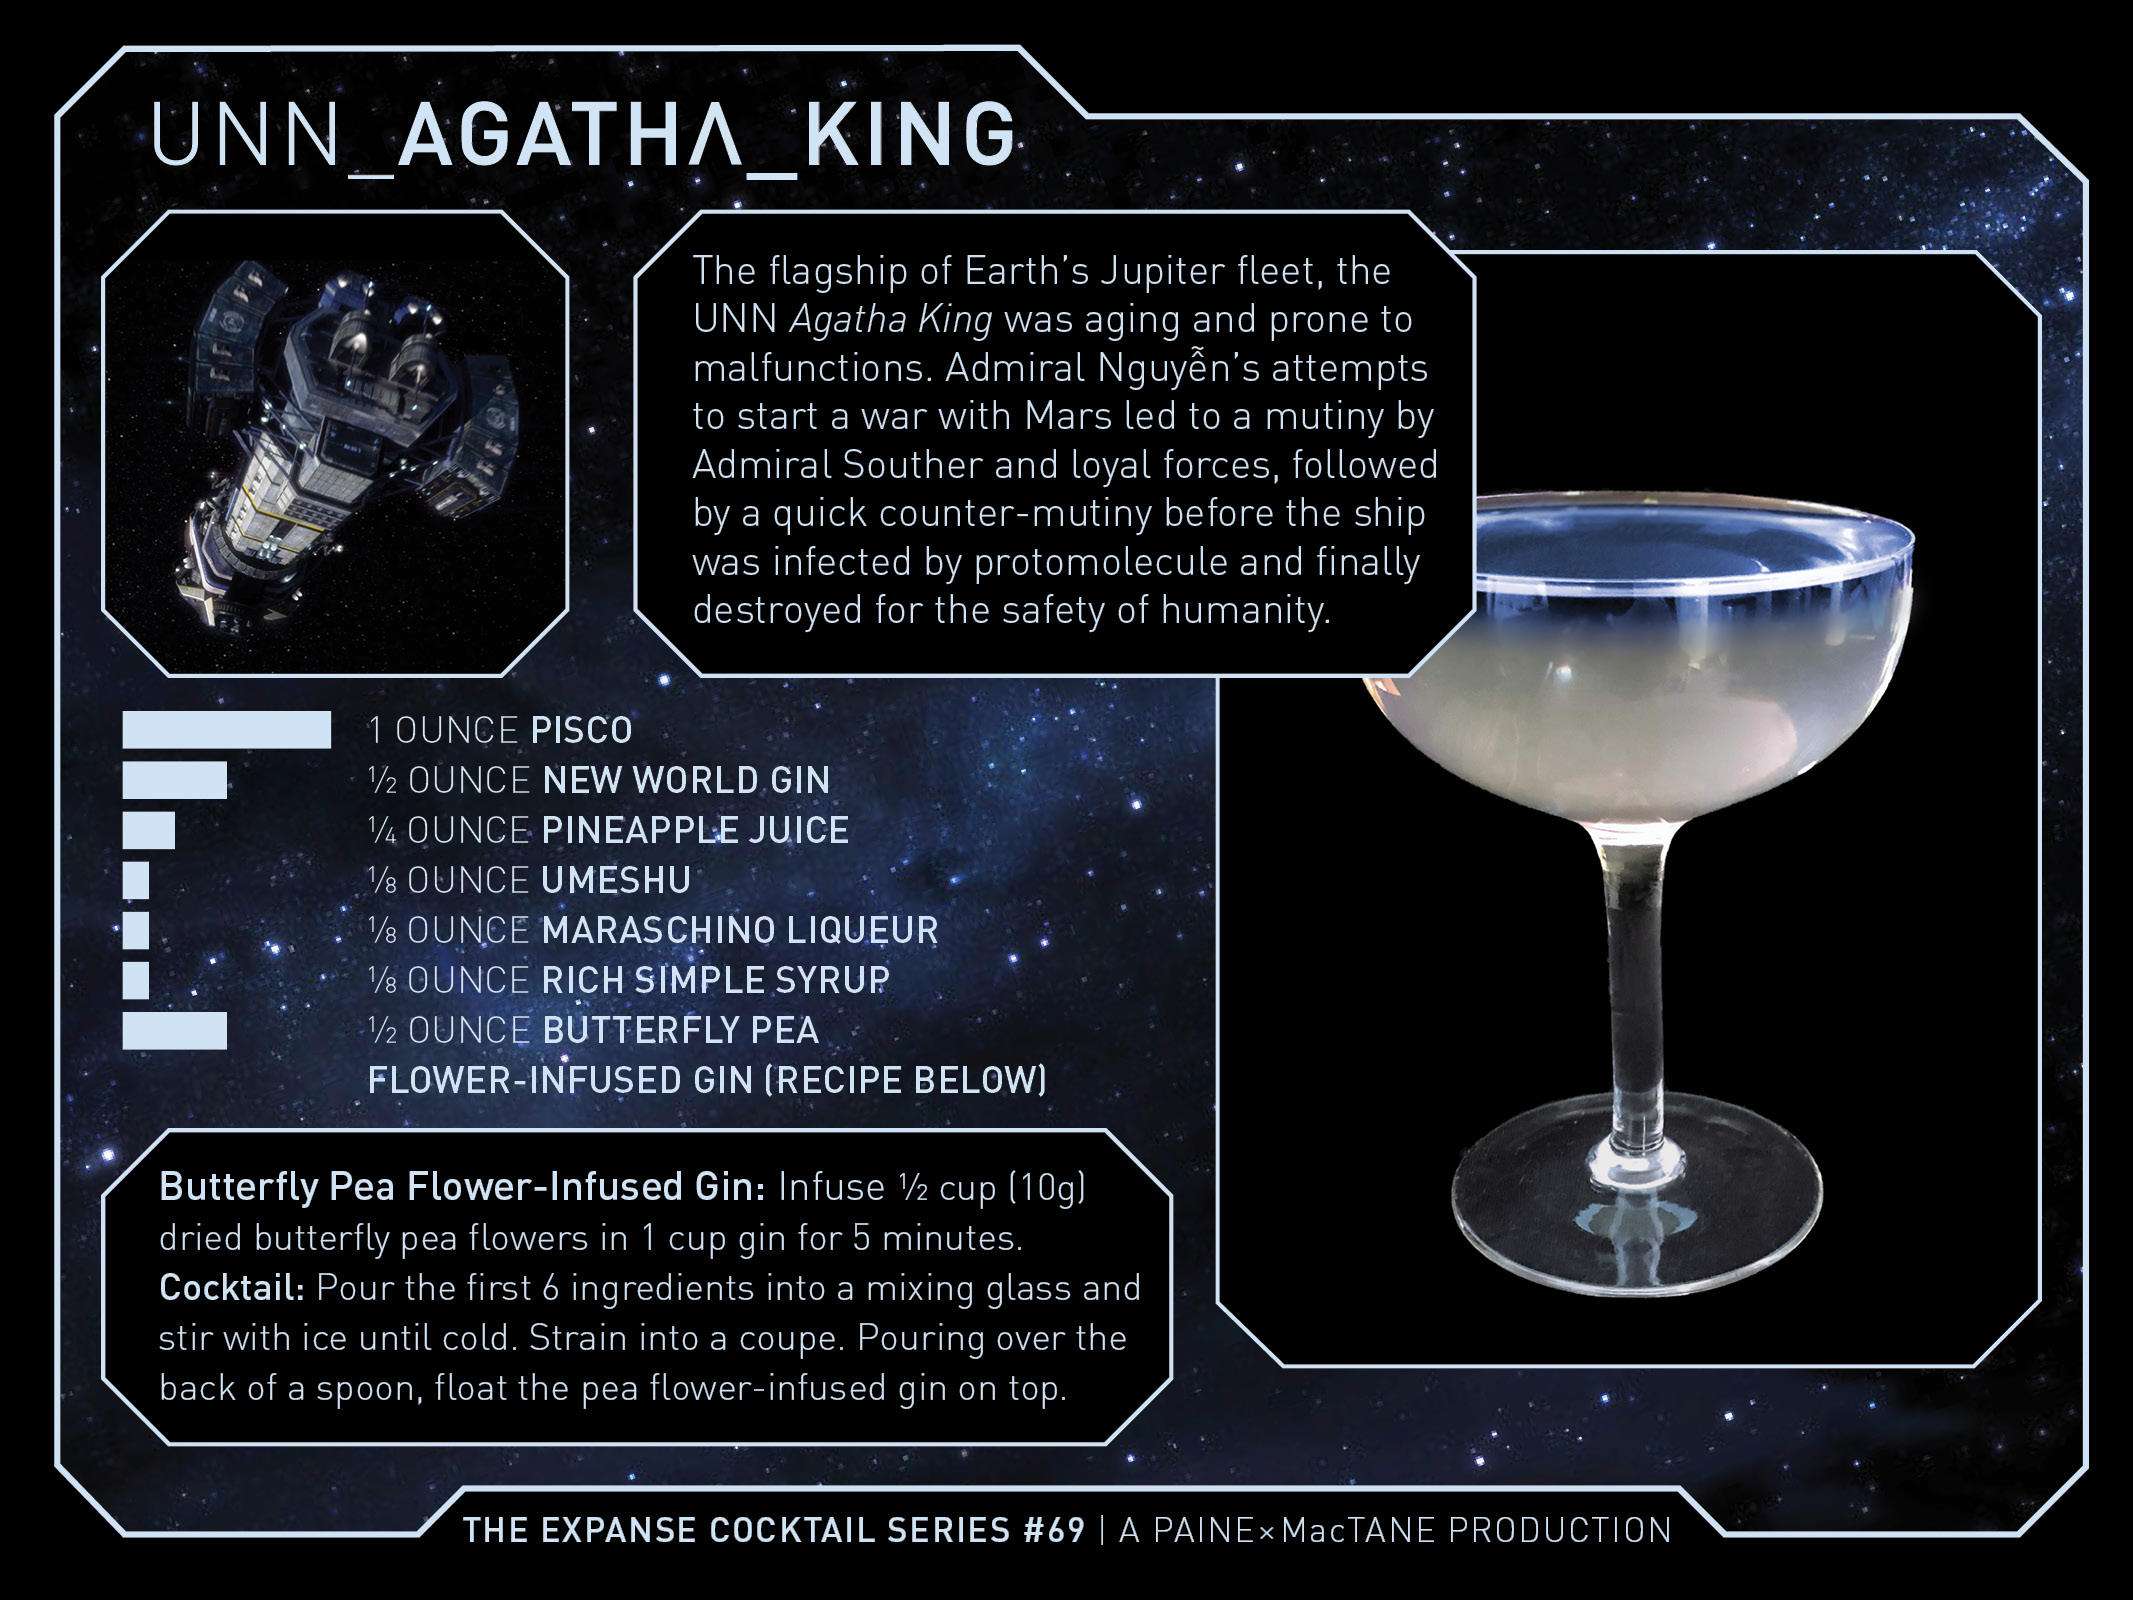 UNN_AGATHA_KING
The flagship of Earth’s Jupiter fleet, the
UNN Agatha King was aging and prone to
malfunctions. Admiral Nguyễn’s attempts
to start a war with Mars led to a mutiny by
Admiral Souther and loyal forces, followed
by a quick counter-mutiny before the ship
was infected by protomolecule and finally
destroyed for the safety of humanity.
1 OUNCE PISCO
½ OUNCE NEW WORLD GIN
¼ OUNCE PINEAPPLE JUICE
⅛ OUNCE UMESHU
⅛ OUNCE MARASCHINO LIQUEUR
⅛ OUNCE RICH SIMPLE SYRUP
½ OUNCE BUTTERFLY PEA
FLOWER-INFUSED GIN (RECIPE BELOW)
Butterfly Pea Flower-Infused Gin: Infuse ½ cup (10g)
dried butterfly pea flowers in 1 cup gin for 5 minutes.
Cocktail: Pour the first 6 ingredients into a mixing glass and
stir with ice until cold. Strain into a coupe. Pouring over the
back of a spoon, float the pea flower-infused gin on top.
THE EXPANSE COCKTAIL SERIES #69 | A PAINE×MacTANE PRODUCTION